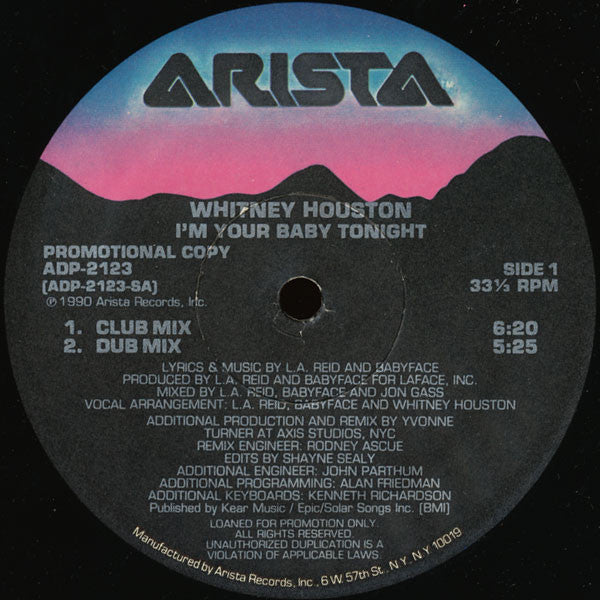 ARISTA™
WHITNEY HOUSTON
I'M YOUR BABY TONIGHT
PROMOTIONAL COPY
ADP-2123
(ADP-2123-SA)
℗ 1990 Arista Records, Inc.
SIDE 1
33⅓ RPM
1. CLUB MIX 6:20
2. DUB MIX 5:25
LYRICS & MUSIC BY L.A. REID AND BABYFACE
PRODUCED BY L.A. REID AND BABYFACE FOR LAFACE, INC.
MIXED BY L.A. REID, BABYFACE AND JON GASS
VOCAL ARRANGEMENT: L.A. REID, BABYFACE AND WHITNEY HOUSTON
ADDITIONAL PRODUCTION AND REMIX BY YVONNE
TURNER AT AXIS STUDIOS, NYC
REMIX ENGINEER: RODNEY ASCUE
EDITS BY SHAYNE SEALY
ADDITIONAL ENGINEER: JOHN PARTHUM
ADDITIONAL PROGRAMMING: ALAN FRIEDMAN
ADDITIONAL KEYBOARDS: KENNETH RICHARDSON
Published by Kear Music / Epic/Solar Songs Inc. (BMI)
LOANED FOR PROMOTION ONLY.
ALL RIGHTS RESERVED.
UNAUTHORIZED DUPLICATION IS A
VIOLATION OF APPLICABLE LAWS.
Manufactured by Arista Records, Inc., 6 W. 57th St., N.Y., N.Y. 10019